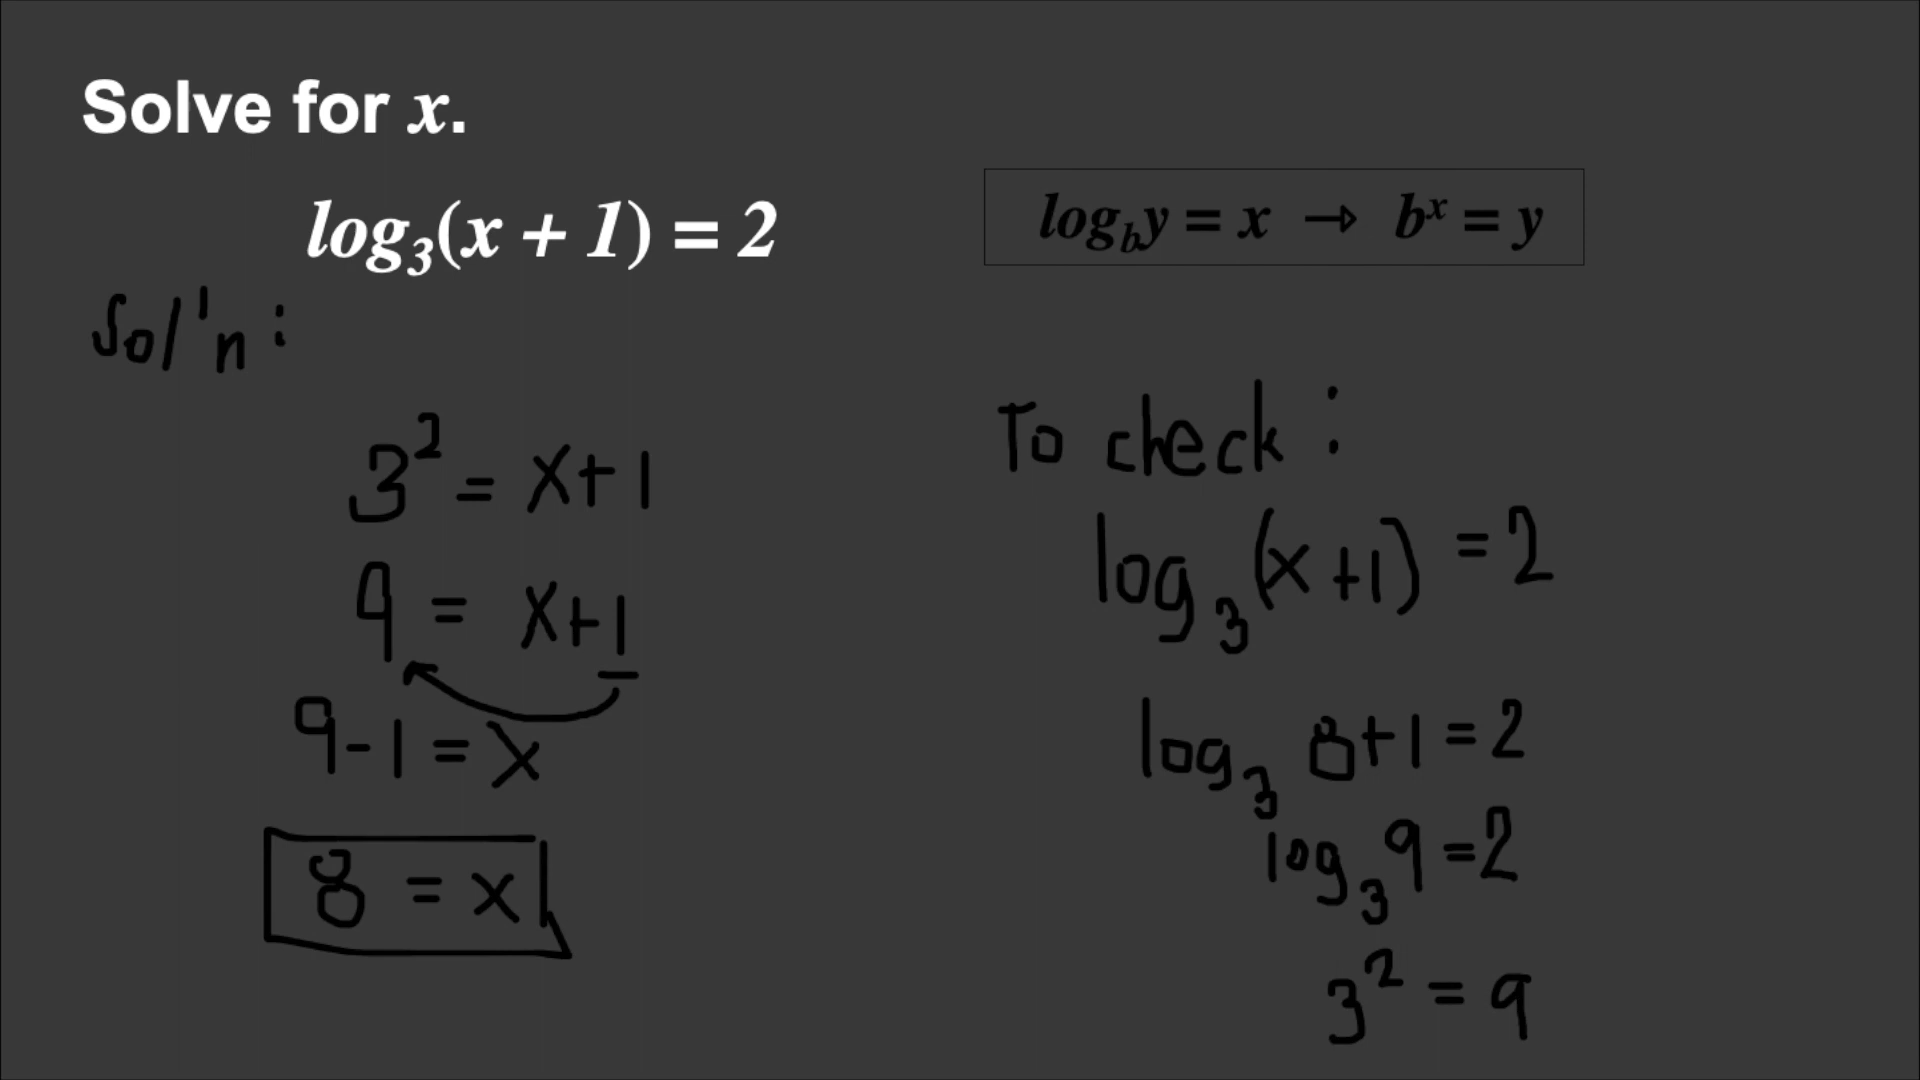 Solve for x.
log₃(x + 1) = 2
log_b y = x → bˣ = y
Sol'n :
3² = x+1
9 = x+1
9-1 = x
8 = x
To check :
log₃(x+1) = 2
log₃ 8+1 = 2
log₃ 9 = 2
3² = 9